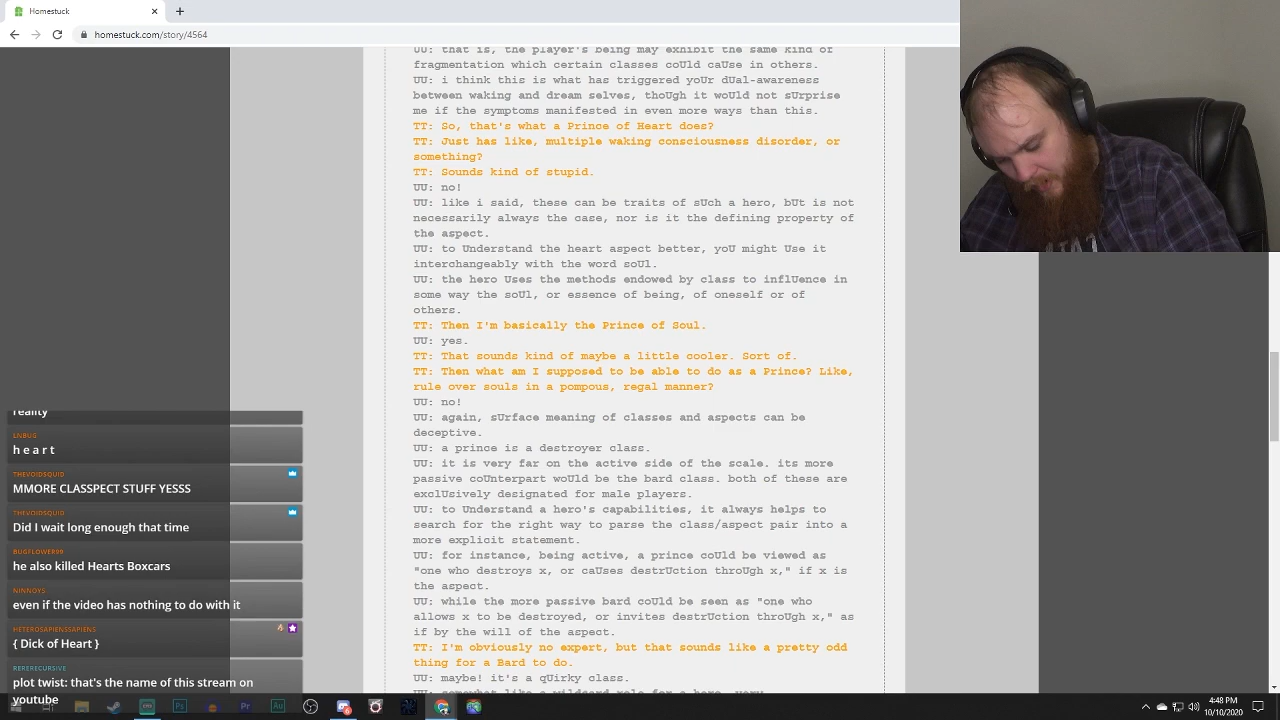 Homestuck
homestuck.com/story/4564
UU: that is, the player's being may exhibit the same kind of
fragmentation which certain classes coUld caUse in others.
UU: i think this is what has triggered yoUr dUal-awareness
between waking and dream selves, thoUgh it woUld not sUrprise
me if the symptoms manifested in even more ways than this.
TT: So, that's what a Prince of Heart does?
TT: Just has like, multiple waking consciousness disorder, or
something?
TT: Sounds kind of stupid.
UU: no!
UU: like i said, these can be traits of sUch a hero, bUt is not
necessarily always the case, nor is it the defining property of
the aspect.
UU: to Understand the heart aspect better, yoU might Use it
interchangeably with the word soUl.
UU: the hero Uses the methods endowed by class to inflUence in
some way the soUl, or essence of being, of oneself or of
others.
TT: Then I'm basically the Prince of Soul.
UU: yes.
TT: That sounds kind of maybe a little cooler. Sort of.
TT: Then what am I supposed to be able to do as a Prince? Like,
rule over souls in a pompous, regal manner?
UU: no!
UU: again, sUrface meaning of classes and aspects can be
deceptive.
UU: a prince is a destroyer class.
UU: it is very far on the active side of the scale. its more
passive coUnterpart woUld be the bard class. both of these are
exclUsively designated for male players.
UU: to Understand a hero's capabilities, it always helps to
search for the right way to parse the class/aspect pair into a
more explicit statement.
UU: for instance, being active, a prince coUld be viewed as
"one who destroys x, or caUses destrUction throUgh x," if x is
the aspect.
UU: while the more passive bard coUld be seen as "one who
allows x to be destroyed, or invites destrUction throUgh x," as
if by the will of the aspect.
TT: I'm obviously no expert, but that sounds like a pretty odd
thing for a Bard to do.
UU: maybe! it's a qUirky class.
UU: somewhat like a wildcard role for a hero. very
reality
LNBUG
h e a r t
THEVOIDSQUID
MMORE CLASSPECT STUFF YESSS
THEVOIDSQUID
Did I wait long enough that time
BUGFLOWER09
he also killed Hearts Boxcars
NINNOYS
even if the video has nothing to do with it
HETEROSAPIENSSAPIENS
{ Dick of Heart }
RERERECURSIVE
plot twist: that's the name of this stream on
youtube
4:48 PM
10/10/2020